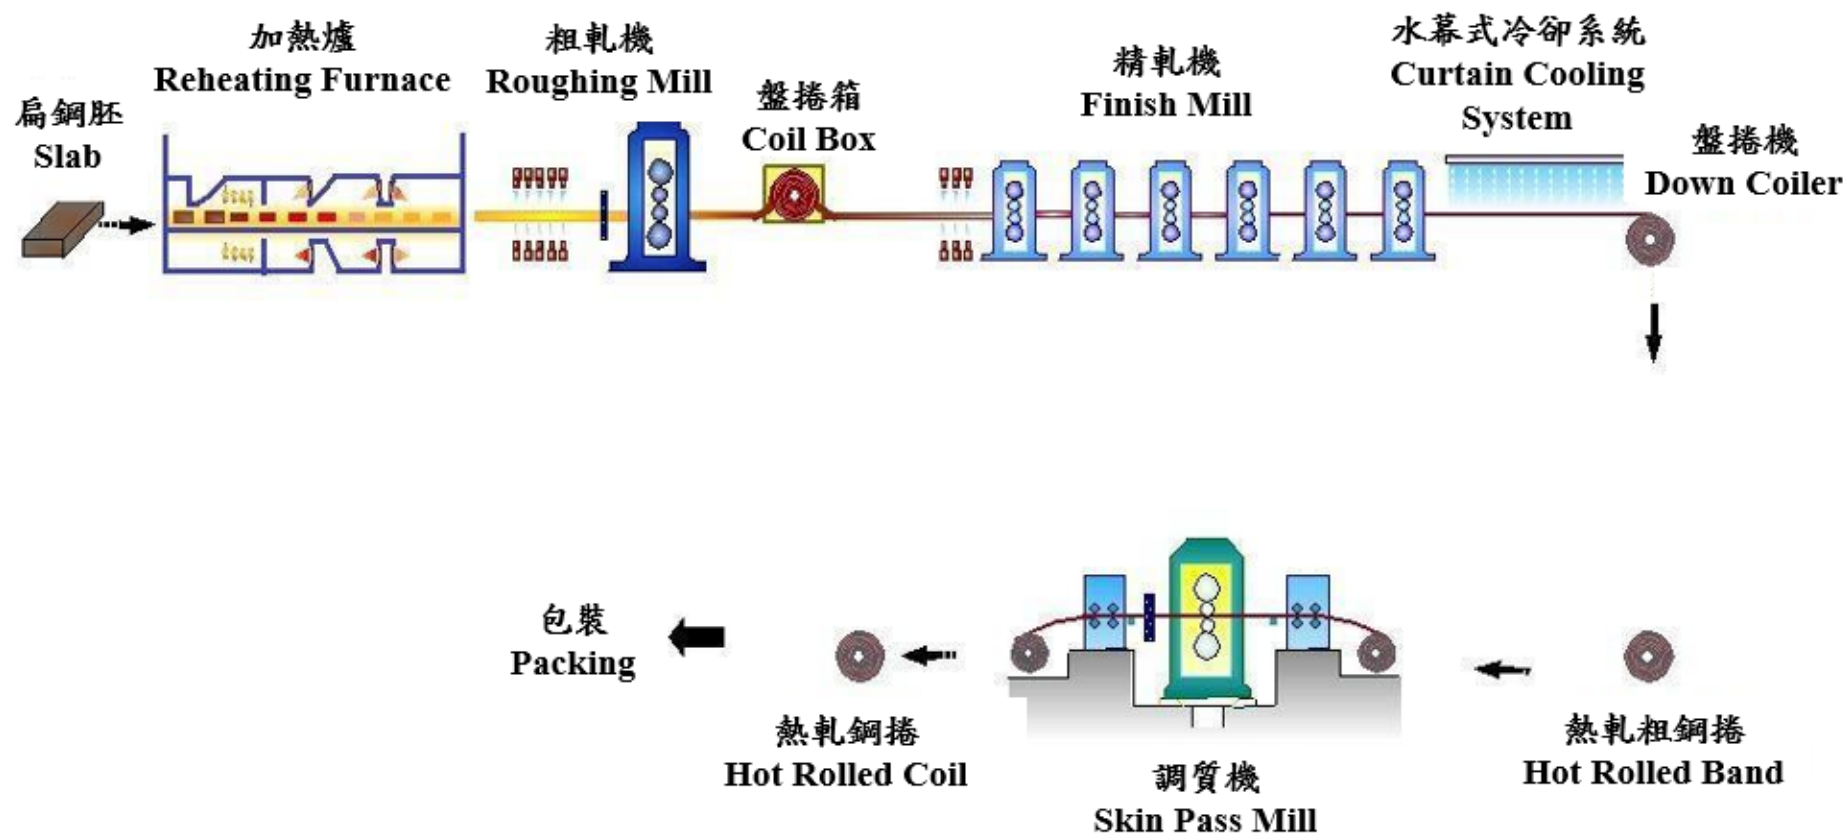 扁鋼胚
Slab
加熱爐
Reheating Furnace
粗軋機
Roughing Mill
盤捲箱
Coil Box
精軋機
Finish Mill
水幕式冷卻系統
Curtain Cooling
System
盤捲機
Down Coiler
包裝
Packing
熱軋鋼捲
Hot Rolled Coil
調質機
Skin Pass Mill
熱軋粗鋼捲
Hot Rolled Band